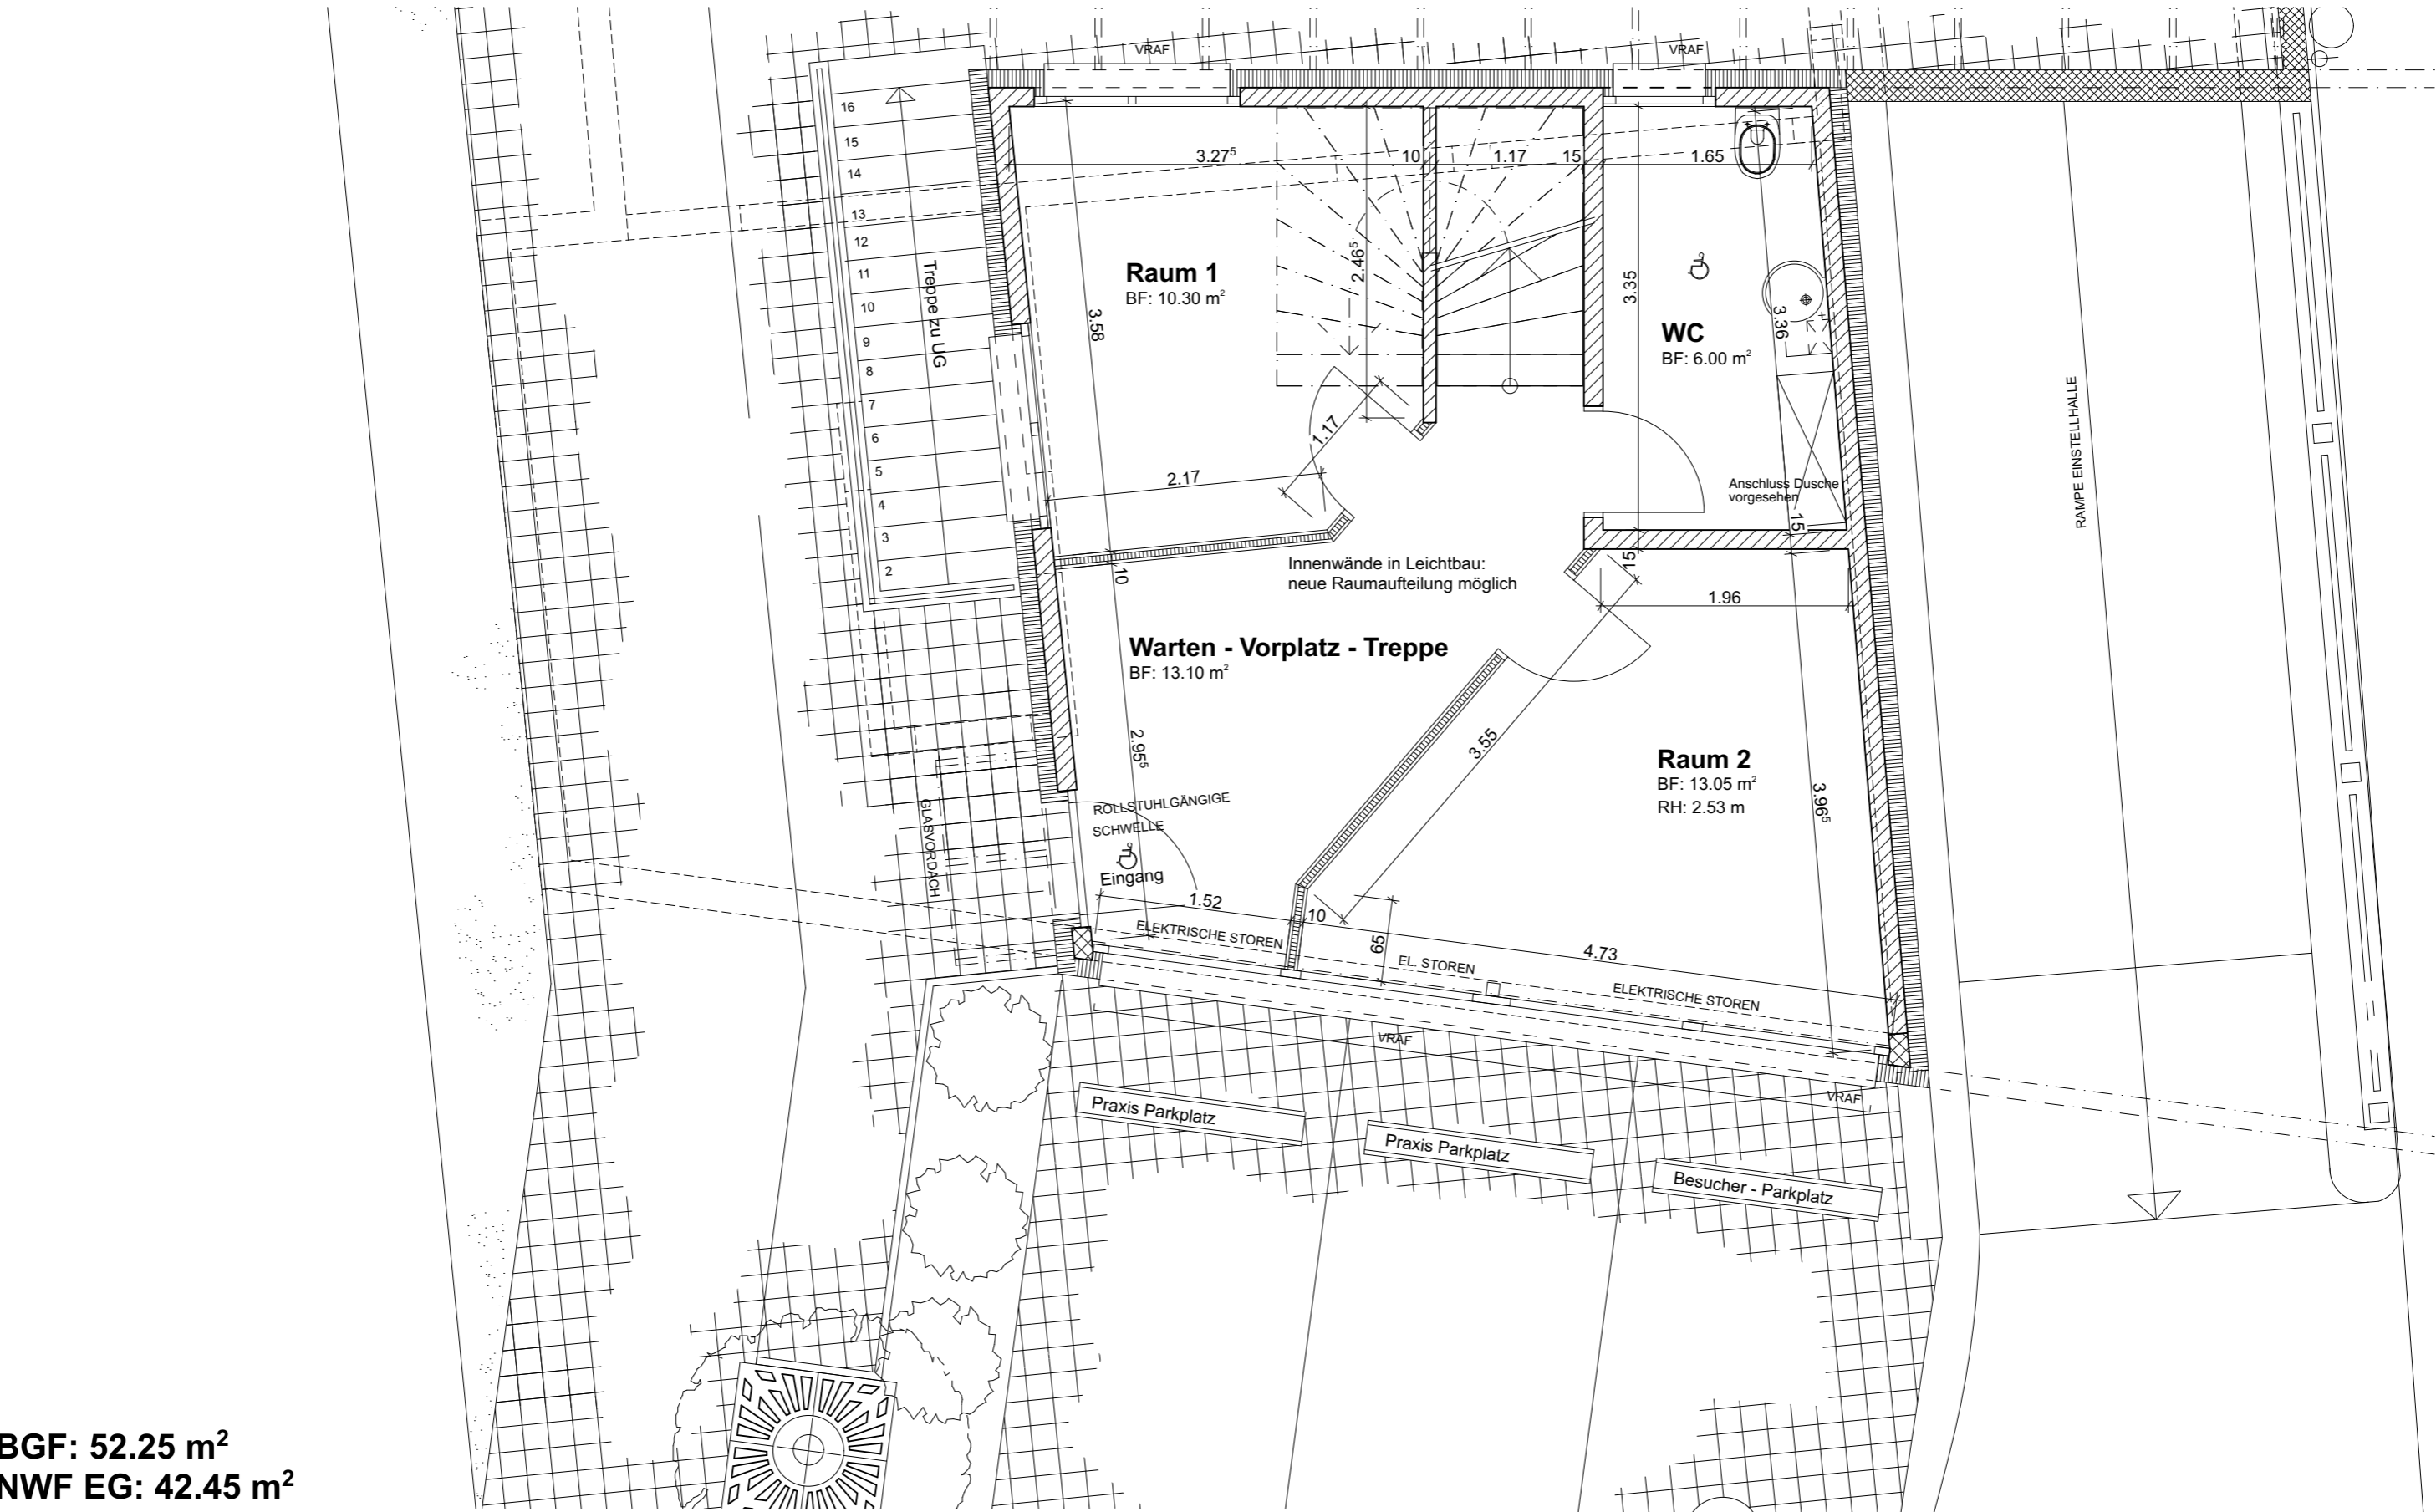 VRAF
VRAF
16
15
14
13
12
11
10
9
8
7
6
5
4
3
2
Treppe zu UG
3.27⁵
10
1.17
15
1.65
Raum 1
BF: 10.30 m²
3.58
2.46⁵
3.35
WC
BF: 6.00 m²
3.36
RAMPE EINSTELLHALLE
1.17
2.17
Anschluss Dusche
vorgesehen
15
10
Innenwände in Leichtbau:
neue Raumaufteilung möglich
15
1.96
Warten - Vorplatz - Treppe
BF: 13.10 m²
2.95⁵
3.55
Raum 2
BF: 13.05 m²
RH: 2.53 m
3.96⁵
GLASVORDACH
ROLLSTUHLGÄNGIGE
SCHWELLE
Eingang
1.52
10
65
4.73
ELEKTRISCHE STOREN
EL. STOREN
ELEKTRISCHE STOREN
VRAF
VRAF
Praxis Parkplatz
Praxis Parkplatz
Besucher - Parkplatz
BGF: 52.25 m²
NWF EG: 42.45 m²